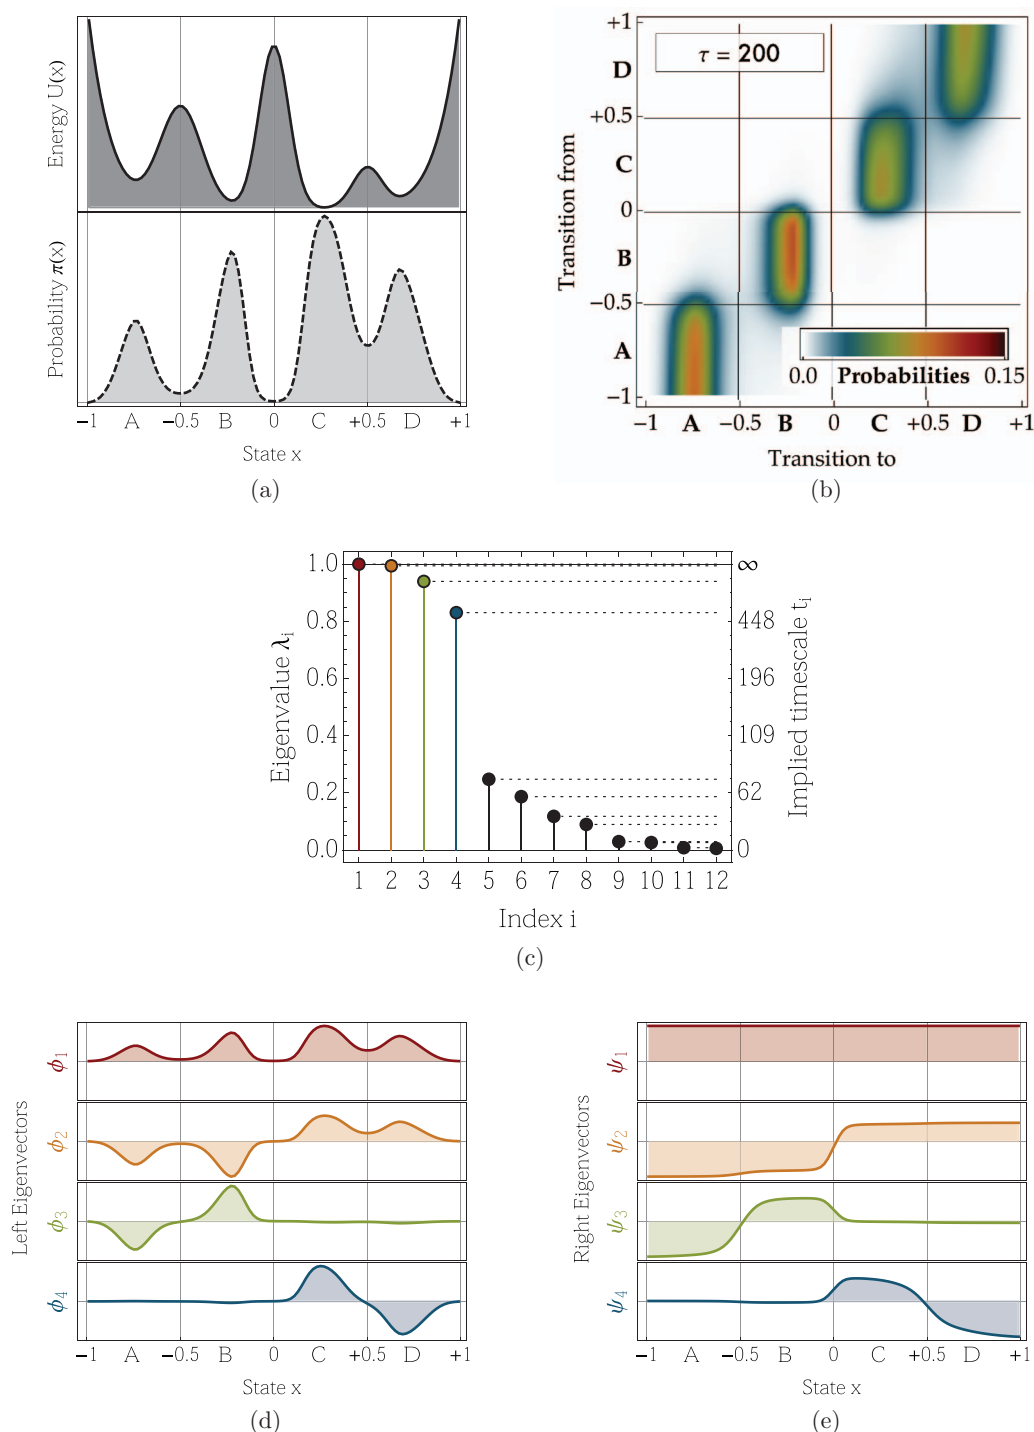 (a)
Energy U(x)
Probability π(x)
−1 A −0.5 B 0 C +0.5 D +1
State x
(a)
+1
D
+0.5
C
0
B
−0.5
A
−1
Transition from
τ = 200
0.0 Probabilities 0.15
−1 A −0.5 B 0 C +0.5 D +1
Transition to
(b)
1.0
0.8
0.6
0.4
0.2
0.0
Eigenvalue λi
∞
448
196
109
62
0
Implied timescale ti
1 2 3 4 5 6 7 8 9 10 11 12
Index i
(c)
Left Eigenvectors
ϕ1
ϕ2
ϕ3
ϕ4
−1 A −0.5 B 0 C +0.5 D +1
State x
(d)
Right Eigenvectors
ψ1
ψ2
ψ3
ψ4
−1 A −0.5 B 0 C +0.5 D +1
State x
(e)